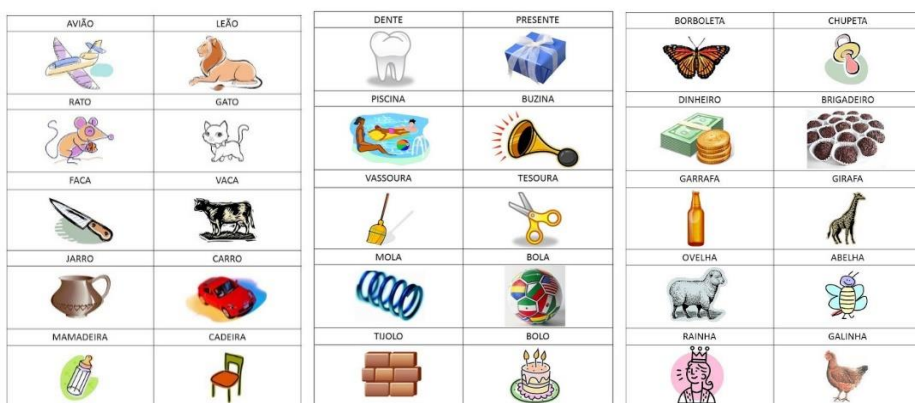 AVIÃO LEÃO
RATO GATO
FACA VACA
JARRO CARRO
MAMADEIRA CADEIRA
DENTE PRESENTE
PISCINA BUZINA
VASSOURA TESOURA
MOLA BOLA
TIJOLO BOLO
BORBOLETA CHUPETA
DINHEIRO BRIGADEIRO
GARRAFA GIRAFA
OVELHA ABELHA
RAINHA GALINHA